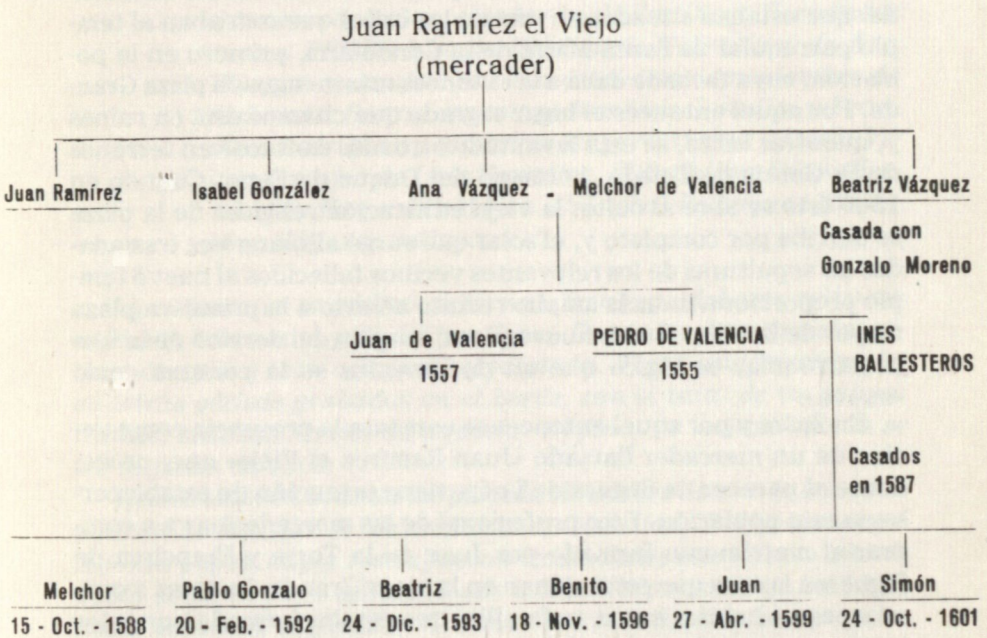 Juan Ramírez el Viejo
(mercader)
Juan Ramírez Isabel González Ana Vázquez Melchor de Valencia Beatriz Vázquez
Casada con
Gonzalo Moreno
Juan de Valencia PEDRO DE VALENCIA INES
1557 1555 BALLESTEROS
Casados
en 1587
Melchor Pablo Gonzalo Beatriz Benito Juan Simón
15 - Oct. - 1588 20 - Feb. - 1592 24 - Dic. - 1593 18 - Nov. - 1596 27 - Abr. - 1599 24 - Oct. - 1601